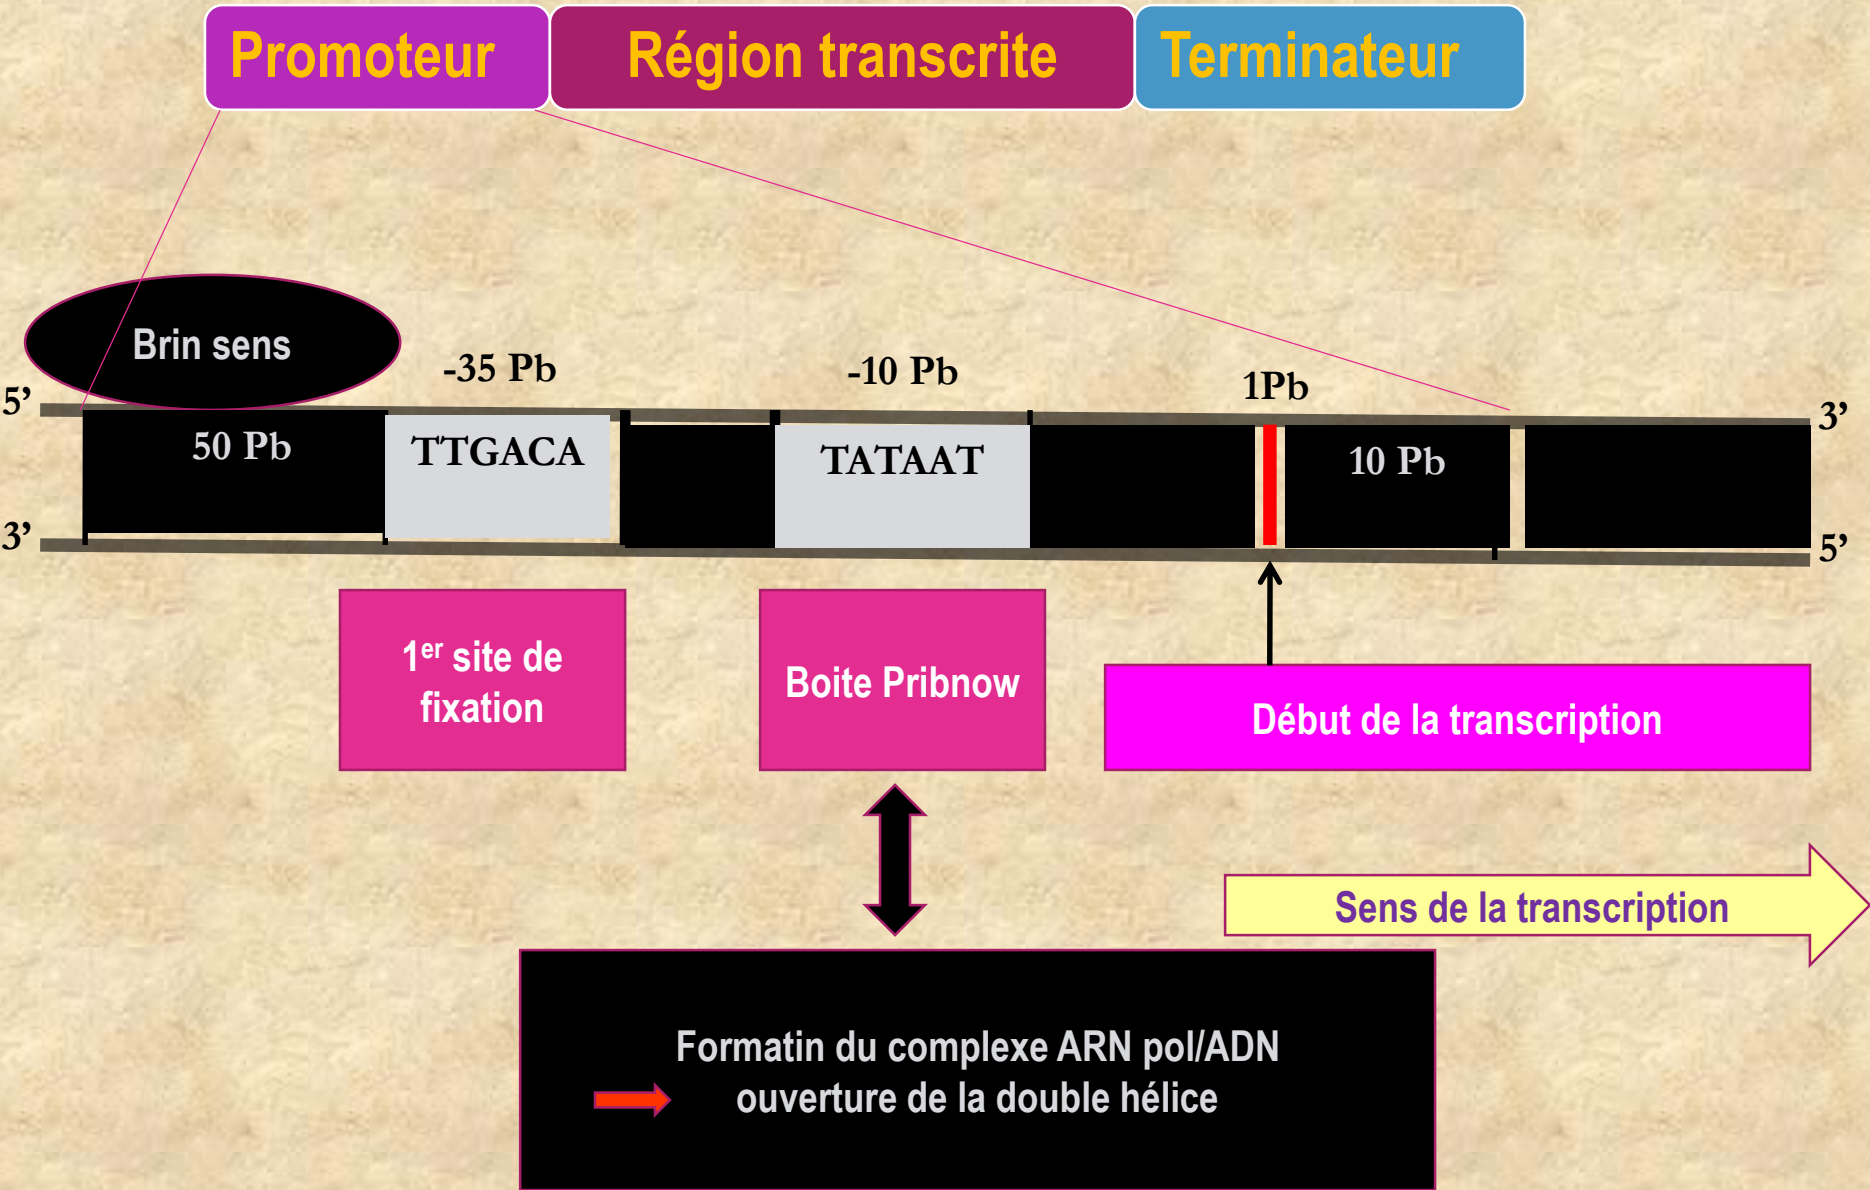 Promoteur
Région transcrite
Terminateur
Brin sens
-35 Pb
-10 Pb
1Pb
5’
3’
50 Pb
TTGACA
TATAAT
10 Pb
3’
5’
1er site de
fixation
Boite Pribnow
Début de la transcription
Sens de la transcription
Formatin du complexe ARN pol/ADN
ouverture de la double hélice